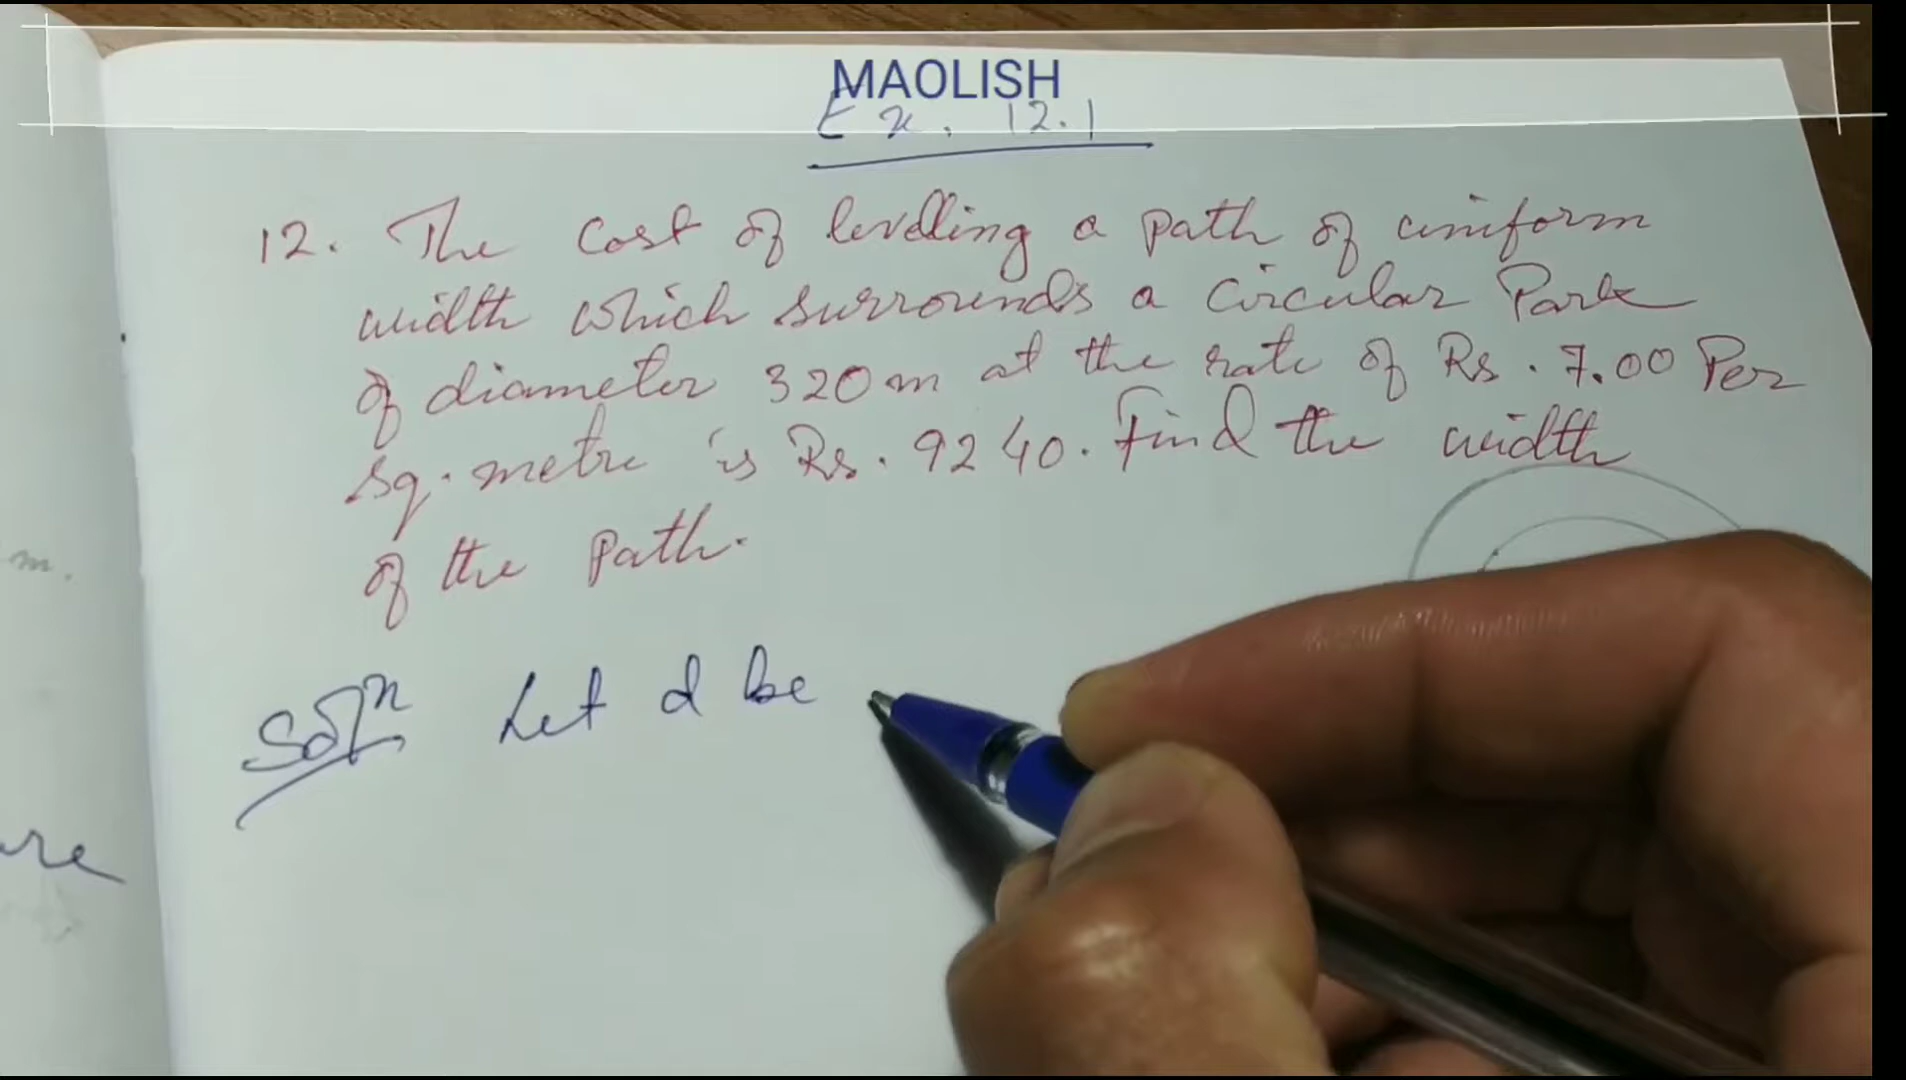 MAOLISH
Ex. 12.1
12. The cost of levelling a path of uniform
width which surrounds a circular Park
of diameter 320m at the rate of Rs. 7.00 Per
sq. metre is Rs. 9240. Find the width
of the path.
Solⁿ Let d be
m.